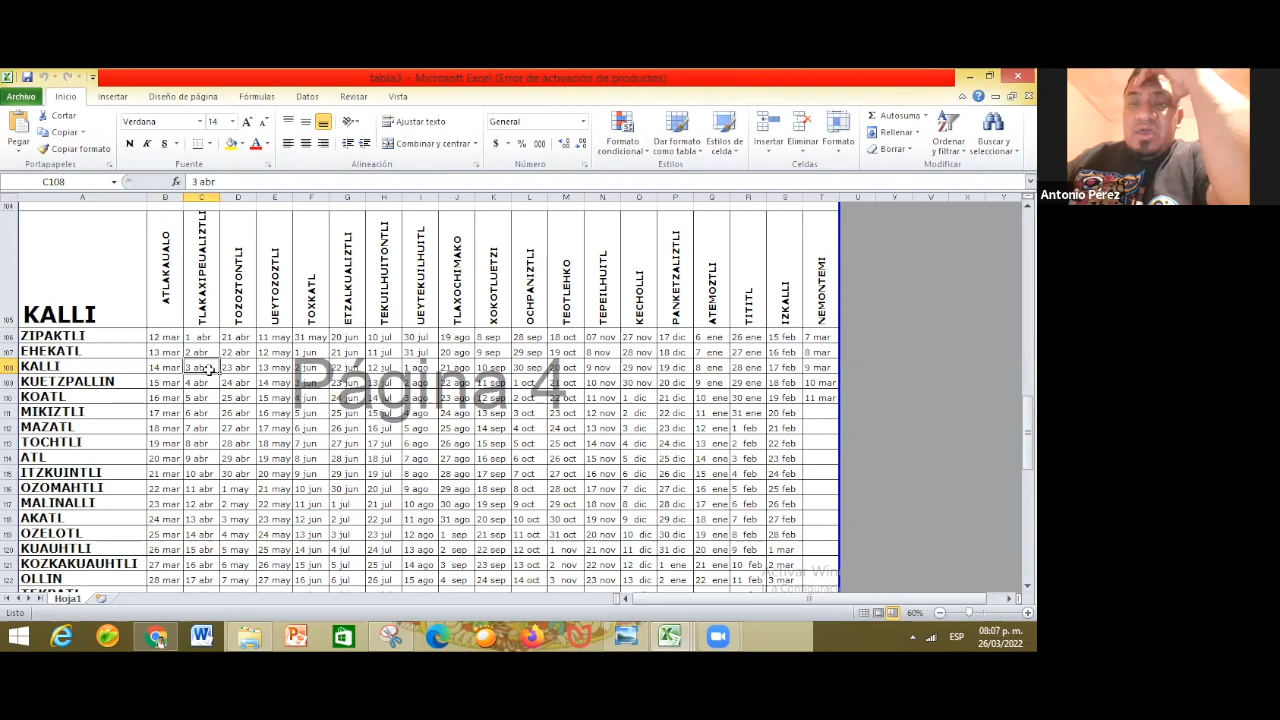 tabla3 - Microsoft Excel (Error de activación de productos)
Archivo Inicio Insertar Diseño de página Fórmulas Datos Revisar Vista
Pegar Cortar Copiar Copiar formato Portapapeles
Verdana 14 N K S Fuente
Ajustar texto Combinar y centrar Alineación
General $ % 000 Número
Formato condicional Dar formato como tabla Estilos de celda Estilos
Insertar Eliminar Formato Celdas
Autosuma Rellenar Borrar Ordenar y filtrar Buscar y seleccionar Modificar
C108 fx 3 abr
A B C D E F G H I J K L M N O P Q R S T U V W X Y
104
105 KALLI ATLAKAUALO TLAKAXIPEUALIZTLI TOZOZTONTLI UEYTOZOZTLI TOXKATL ETZALKUALIZTLI TEKUILHUITONTLI UEYTEKUILHUITL TLAXOCHIMAKO XOKOTLUETZI OCHPANIZTLI TEOTLEHKO TEPEILHUITL KECHOLLI PANKETZALIZTLI ATEMOZTLI TITITL IZKALLI NEMONTEMI
106 ZIPAKTLI 12 mar 1 abr 21 abr 11 may 31 may 20 jun 10 jul 30 jul 19 ago 8 sep 28 sep 18 oct 07 nov 27 nov 17 dic 6 ene 26 ene 15 feb 7 mar
107 EHEKATL 13 mar 2 abr 22 abr 12 may 1 jun 21 jun 11 jul 31 jul 20 ago 9 sep 29 sep 19 oct 8 nov 28 nov 18 dic 7 ene 27 ene 16 feb 8 mar
108 KALLI 14 mar 3 abr 23 abr 13 may 2 jun 22 jun 12 jul 1 ago 21 ago 10 sep 30 sep 20 oct 9 nov 29 nov 19 dic 8 ene 28 ene 17 feb 9 mar
109 KUETZPALLIN 15 mar 4 abr 24 abr 14 may 3 jun 23 jun 13 jul 2 ago 22 ago 11 sep 1 oct 21 oct 10 nov 30 nov 20 dic 9 ene 29 ene 18 feb 10 mar
110 KOATL 16 mar 5 abr 25 abr 15 may 4 jun 24 jun 14 jul 3 ago 23 ago 12 sep 2 oct 22 oct 11 nov 1 dic 21 dic 10 ene 30 ene 19 feb 11 mar
111 MIKIZTLI 17 mar 6 abr 26 abr 16 may 5 jun 25 jun 15 jul 4 ago 24 ago 13 sep 3 oct 23 oct 12 nov 2 dic 22 dic 11 ene 31 ene 20 feb
112 MAZATL 18 mar 7 abr 27 abr 17 may 6 jun 26 jun 16 jul 5 ago 25 ago 14 sep 4 oct 24 oct 13 nov 3 dic 23 dic 12 ene 1 feb 21 feb
113 TOCHTLI 19 mar 8 abr 28 abr 18 may 7 jun 27 jun 17 jul 6 ago 26 ago 15 sep 5 oct 25 oct 14 nov 4 dic 24 dic 13 ene 2 feb 22 feb
114 ATL 20 mar 9 abr 29 abr 19 may 8 jun 28 jun 18 jul 7 ago 27 ago 16 sep 6 oct 26 oct 15 nov 5 dic 25 dic 14 ene 3 feb 23 feb
115 ITZKUINTLI 21 mar 10 abr 30 abr 20 may 9 jun 29 jun 19 jul 8 ago 28 ago 17 sep 7 oct 27 oct 16 nov 6 dic 26 dic 15 ene 4 feb 24 feb
116 OZOMAHTLI 22 mar 11 abr 1 may 21 may 10 jun 30 jun 20 jul 9 ago 29 ago 18 sep 8 oct 28 oct 17 nov 7 dic 27 dic 16 ene 5 feb 25 feb
117 MALINALLI 23 mar 12 abr 2 may 22 may 11 jun 1 jul 21 jul 10 ago 30 ago 19 sep 9 oct 29 oct 18 nov 8 dic 28 dic 17 ene 6 feb 26 feb
118 AKATL 24 mar 13 abr 3 may 23 may 12 jun 2 jul 22 jul 11 ago 31 ago 20 sep 10 oct 30 oct 19 nov 9 dic 29 dic 18 ene 7 feb 27 feb
119 OZELOTL 25 mar 14 abr 4 may 24 may 13 jun 3 jul 23 jul 12 ago 1 sep 21 sep 11 oct 31 oct 20 nov 10 dic 30 dic 19 ene 8 feb 28 feb
120 KUAUHTLI 26 mar 15 abr 5 may 25 may 14 jun 4 jul 24 jul 13 ago 2 sep 22 sep 12 oct 1 nov 21 nov 11 dic 31 dic 20 ene 9 feb 1 mar
121 KOZKAKUAUHTLI 27 mar 16 abr 6 may 26 may 15 jun 5 jul 25 jul 14 ago 3 sep 23 sep 13 oct 2 nov 22 nov 12 dic 1 ene 21 ene 10 feb 2 mar
122 OLLIN 28 mar 17 abr 7 may 27 may 16 jun 6 jul 26 jul 15 ago 4 sep 24 sep 14 oct 3 nov 23 nov 13 dic 2 ene 22 ene 11 feb 3 mar
Página 4
Hoja1
Listo 60%
ESP 08:07 p. m.
26/03/2022
Antonio Pérez